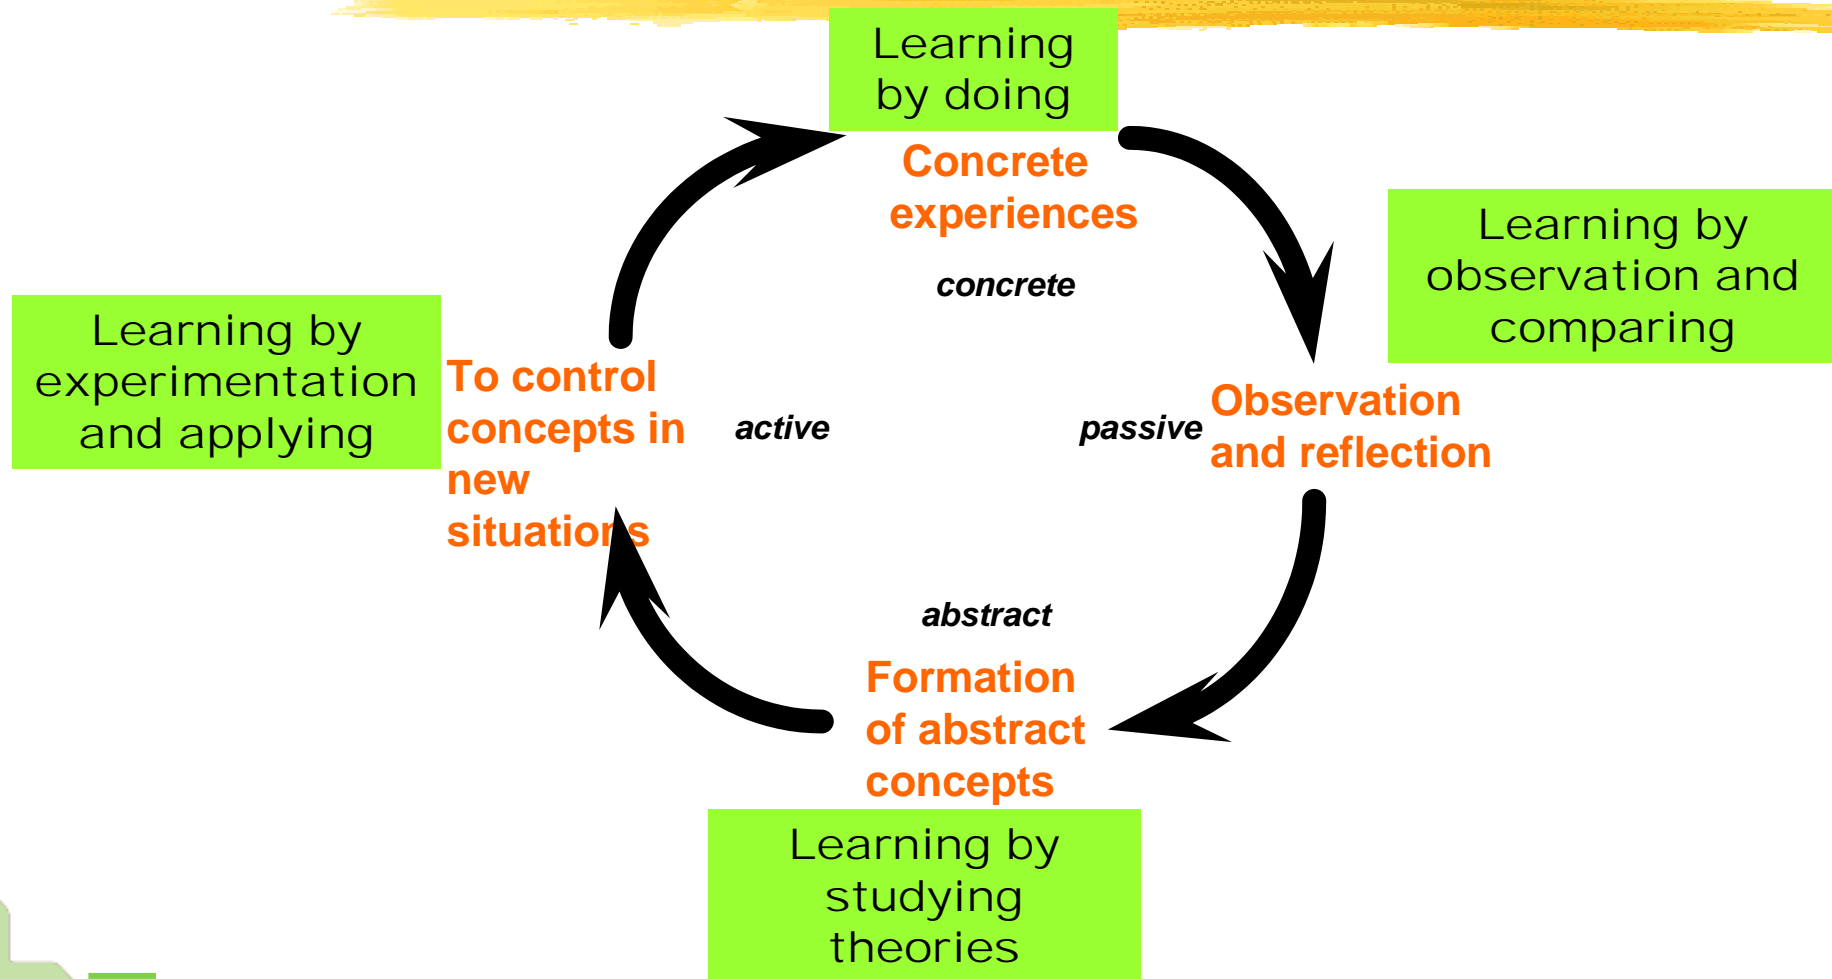 Learning
by doing
Concrete
experiences
concrete
Learning by
observation and
comparing
Observation
and reflection
passive
abstract
Formation
of abstract
concepts
Learning by
studying
theories
Learning by
experimentation
and applying
To control
concepts in
new
situations
active